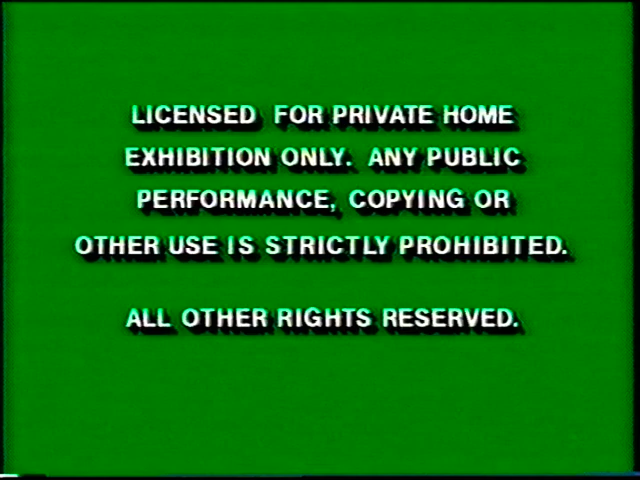 LICENSED FOR PRIVATE HOME
EXHIBITION ONLY. ANY PUBLIC
PERFORMANCE, COPYING OR
OTHER USE IS STRICTLY PROHIBITED.
ALL OTHER RIGHTS RESERVED.